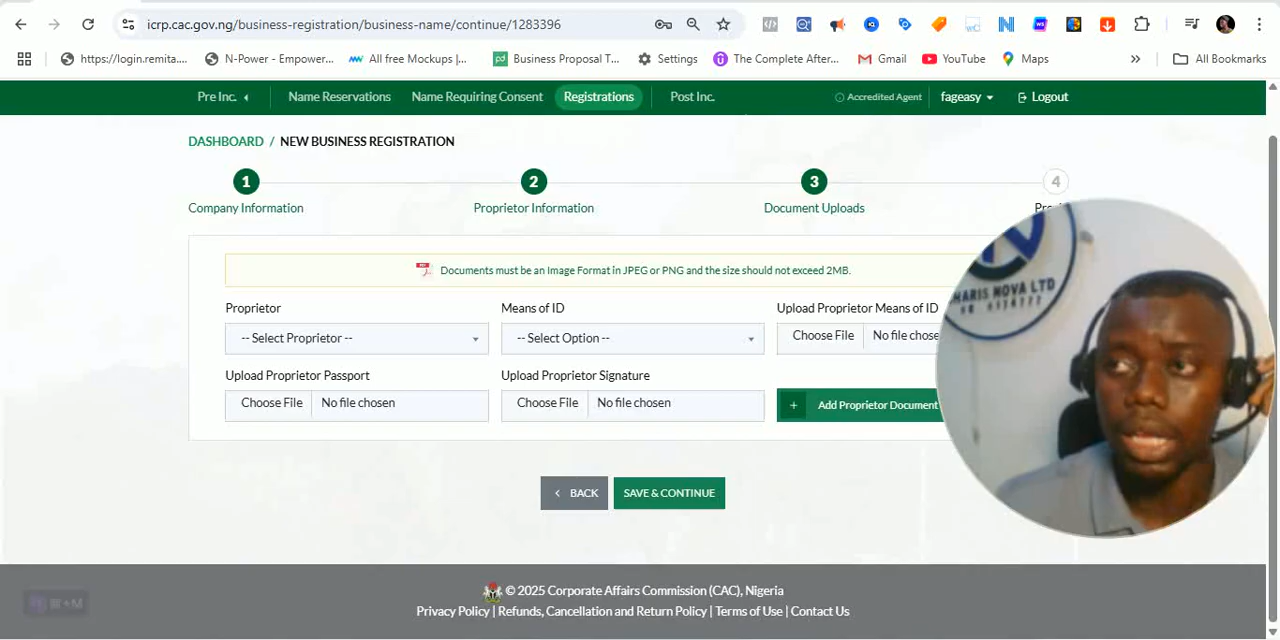 icrp.cac.gov.ng/business-registration/business-name/continue/1283396
https://login.remita....
N-Power - Empower...
All free Mockups |...
Business Proposal T...
Settings
The Complete After...
Gmail
YouTube
Maps
»
All Bookmarks
Pre Inc.
Name Reservations
Name Requiring Consent
Registrations
Post Inc.
Accredited Agent
fageasy
Logout
DASHBOARD / NEW BUSINESS REGISTRATION
1
2
3
4
Company Information
Proprietor Information
Document Uploads
Documents must be an Image Format in JPEG or PNG and the size should not exceed 2MB.
Proprietor
Means of ID
Upload Proprietor Means of ID
-- Select Proprietor --
-- Select Option --
Choose File
No file chose
Upload Proprietor Passport
Upload Proprietor Signature
Choose File
No file chosen
Choose File
No file chosen
+ Add Proprietor Document
HARIS NOVA LTD
BACK
SAVE & CONTINUE
© 2025 Corporate Affairs Commission (CAC), Nigeria
Privacy Policy | Refunds, Cancellation and Return Policy | Terms of Use | Contact Us